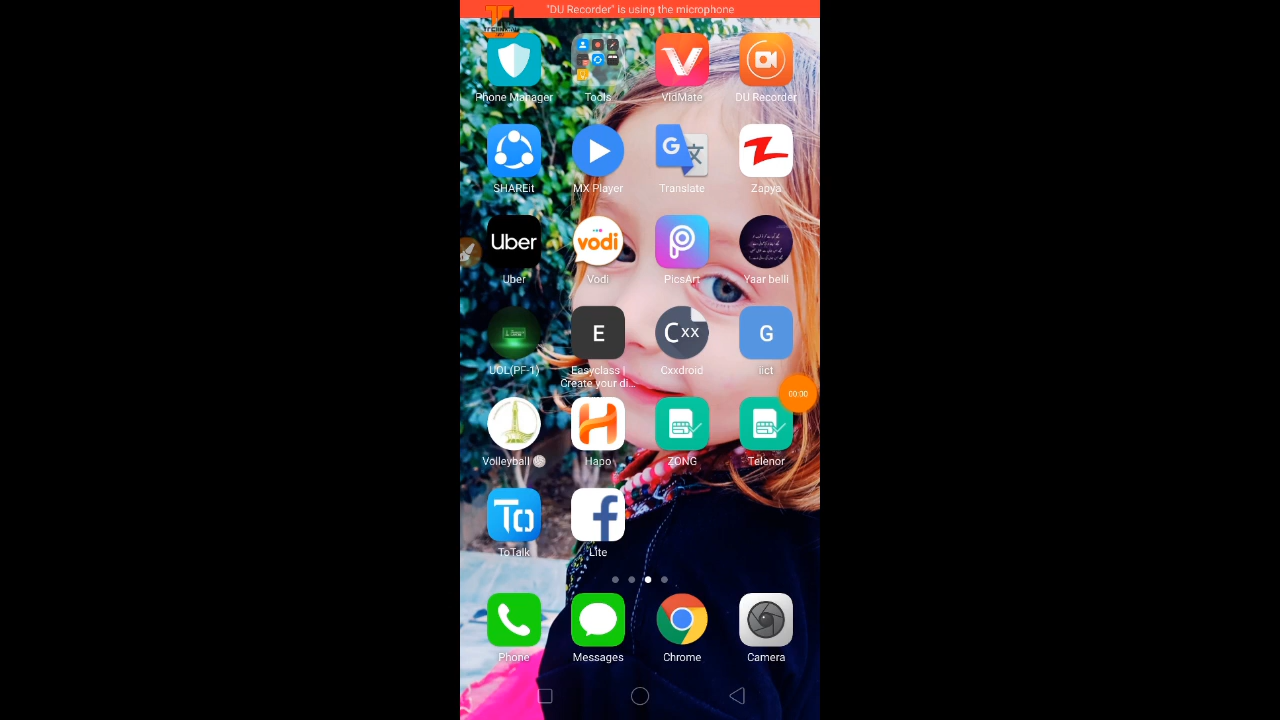 "DU Recorder" is using the microphone
Phone Manager
Tools
VidMate
DU Recorder
G
SHAREit
MX Player
Translate
Zapya
Uber
vodi
Uber
Vodi
PicsArt
Yaar belli
E
Cxx
G
UOL(PF-1)
Easyclass |
Create your di...
Cxxdroid
iict
00:00
Volleyball
Hapo
ZONG
Telenor
To
ToTalk
Lite
Phone
Messages
Chrome
Camera